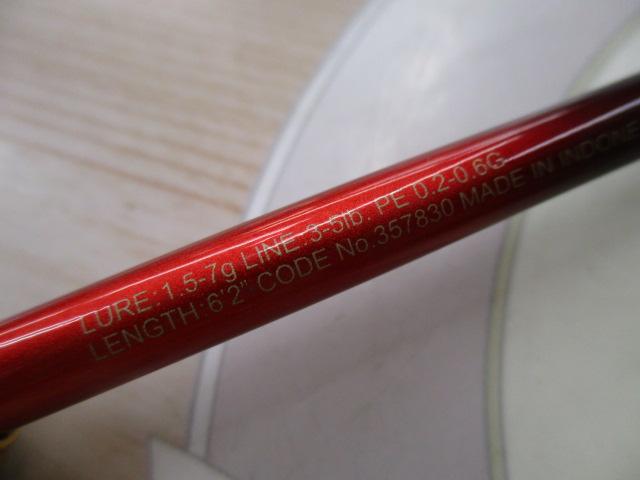 LURE:1.5-7g LINE:3-5lb. PE 0.2-0.6G
LENGTH:6'2" CODE No.357830 MADE IN INDONE